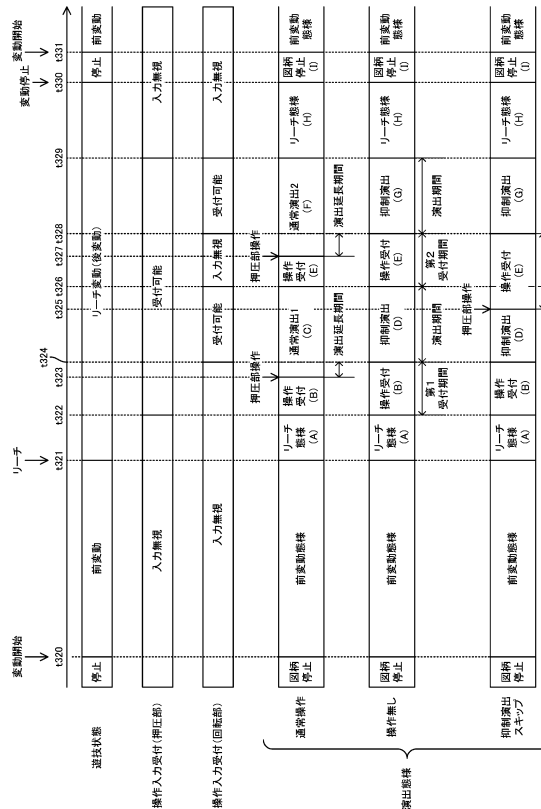 変動開始
リーチ
変動停止
変動開始
t320
t321
t322
t323
t324
t325
t326
t327
t328
t329
t330
t331
遊技状態
停止
前変動
リーチ変動(後変動)
停止
前変動
操作入力受付(押圧部)
入力無視
受付可能
入力無視
操作入力受付(回転部)
入力無視
受付可能
入力無視
受付可能
入力無視
押圧部操作
押圧部操作
演出態様
通常操作
図柄停止
前変動態様
リーチ態様(A)
操作受付(B)
通常演出1(C)
操作受付(E)
通常演出2(F)
リーチ態様(H)
図柄停止(I)
前変動態様
演出延長期間
演出延長期間
操作無し
図柄停止
前変動態様
リーチ態様(A)
操作受付(B)
抑制演出(D)
操作受付(E)
抑制演出(G)
リーチ態様(H)
図柄停止(I)
前変動態様
第1受付期間
演出期間
第2受付期間
演出期間
押圧部操作
抑制演出スキップ
図柄停止
前変動態様
リーチ態様(A)
操作受付(B)
抑制演出(D)
操作受付(E)
抑制演出(G)
リーチ態様(H)
図柄停止(I)
前変動態様